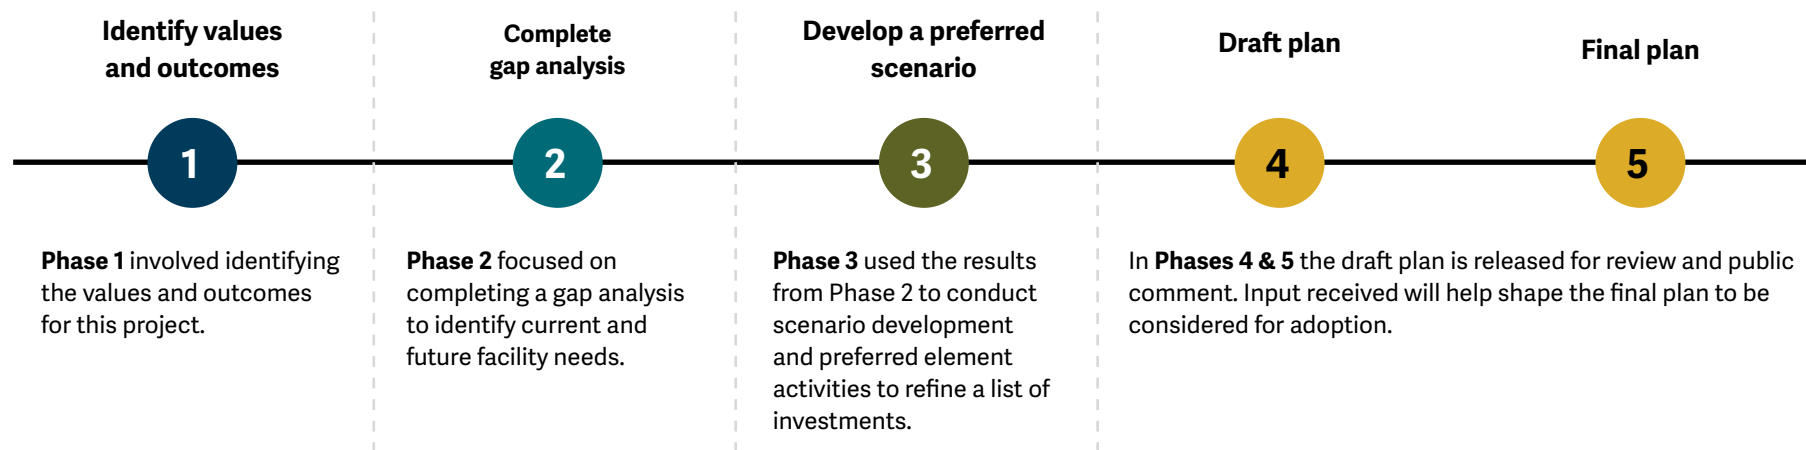 Identify values
and outcomes
Complete
gap analysis
Develop a preferred
scenario
Draft plan
Final plan
1
2
3
4
5
Phase 1 involved identifying
the values and outcomes
for this project.
Phase 2 focused on
completing a gap analysis
to identify current and
future facility needs.
Phase 3 used the results
from Phase 2 to conduct
scenario development
and preferred element
activities to refine a list of
investments.
In Phases 4 & 5 the draft plan is released for review and public
comment. Input received will help shape the final plan to be
considered for adoption.